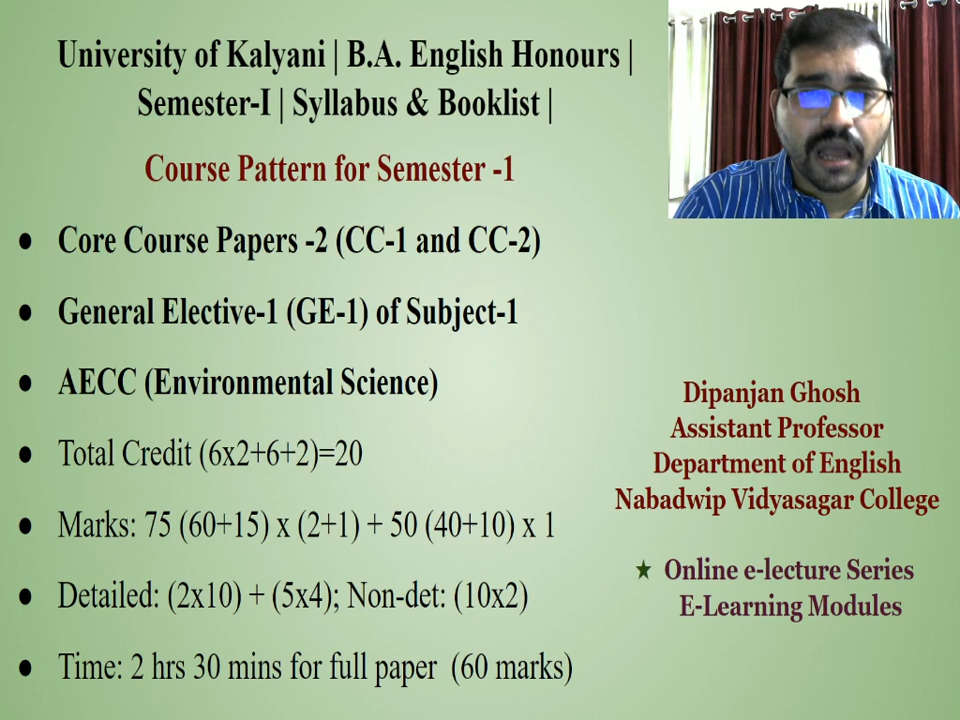 University of Kalyani | B.A. English Honours |
Semester-I | Syllabus & Booklist |
Course Pattern for Semester -1
● Core Course Papers -2 (CC-1 and CC-2)
● General Elective-1 (GE-1) of Subject-1
● AECC (Environmental Science)
● Total Credit (6x2+6+2)=20
● Marks: 75 (60+15) x (2+1) + 50 (40+10) x 1
● Detailed: (2x10) + (5x4); Non-det: (10x2)
● Time: 2 hrs 30 mins for full paper (60 marks)
Dipanjan Ghosh
Assistant Professor
Department of English
Nabadwip Vidyasagar College
★ Online e-lecture Series
E-Learning Modules